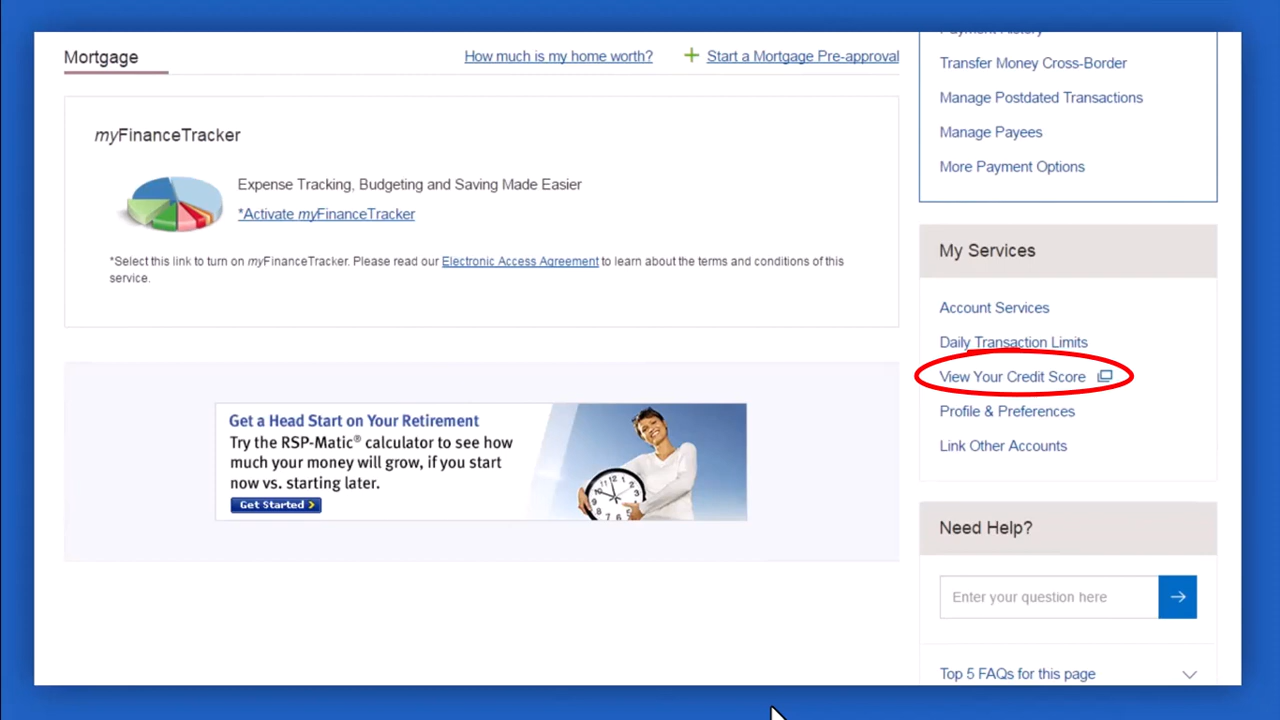 Mortgage
How much is my home worth?
Start a Mortgage Pre-approval
myFinanceTracker
Expense Tracking, Budgeting and Saving Made Easier
*Activate myFinanceTracker
*Select this link to turn on myFinanceTracker. Please read our Electronic Access Agreement to learn about the terms and conditions of this
service.
Get a Head Start on Your Retirement
Try the RSP-Matic® calculator to see how
much your money will grow, if you start
now vs. starting later.
Get Started
Payment History
Transfer Money Cross-Border
Manage Postdated Transactions
Manage Payees
More Payment Options
My Services
Account Services
Daily Transaction Limits
View Your Credit Score
Profile & Preferences
Link Other Accounts
Need Help?
Enter your question here
Top 5 FAQs for this page